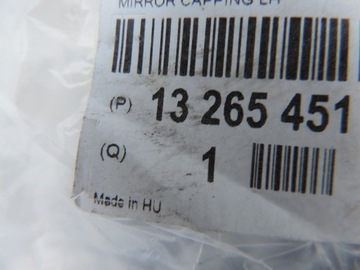 MIRROR CAPPING LH
(P) 13 265 451
(Q) 1
Made in HU